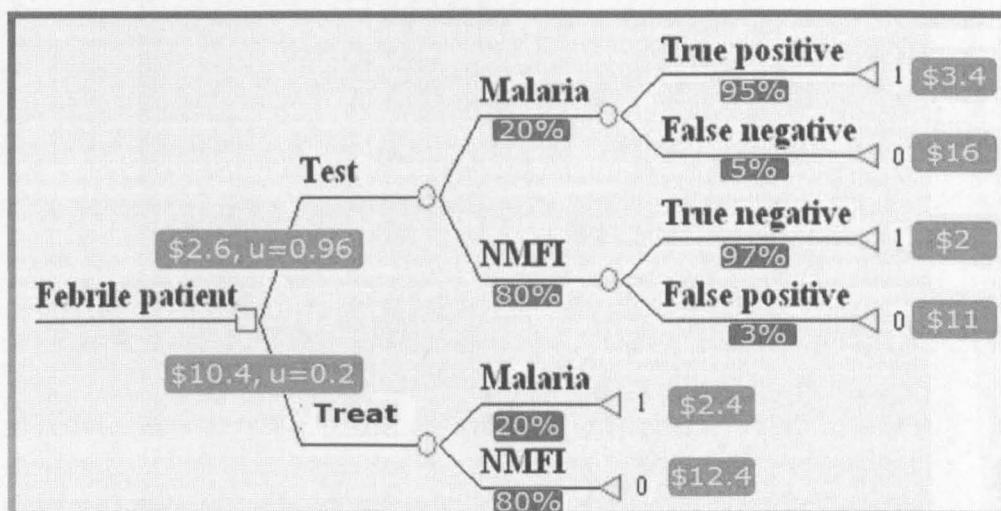 True positive
95%
1 $3.4
Malaria
20%
False negative
5%
0 $16
Test
$2.6, u=0.96
True negative
97%
1 $2
NMFI
80%
False positive
3%
0 $11
Febrile patient
$10.4, u=0.2
Treat
Malaria
20%
1 $2.4
NMFI
80%
0 $12.4